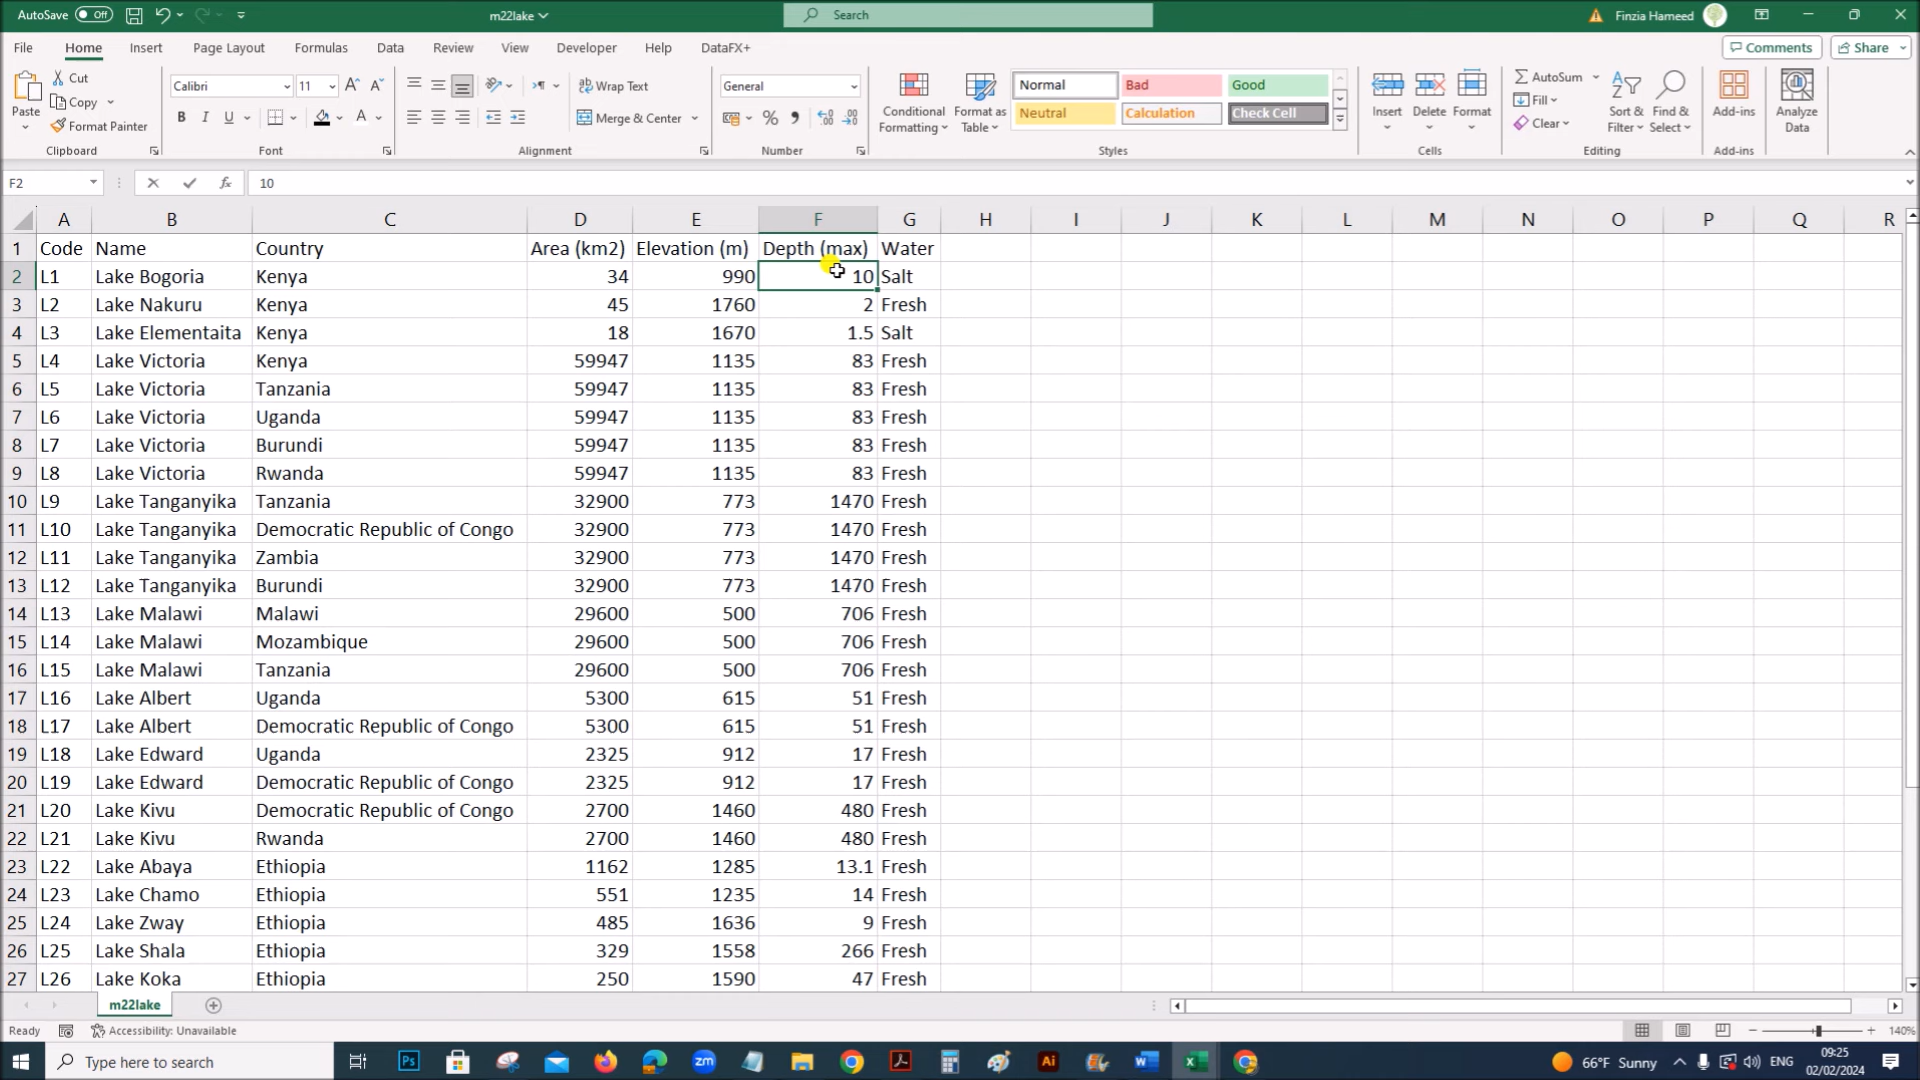 AutoSave Off m22lake Search Finzia Hameed
File Home Insert Page Layout Formulas Data Review View Developer Help DataFX+ Comments Share
Paste Cut Copy Format Painter Clipboard
Calibri 11 B I U A Font
Wrap Text Merge & Center Alignment
General % Number
Conditional Formatting Format as Table Normal Bad Good Neutral Calculation Check Cell Styles
Insert Delete Format Cells
AutoSum Fill Clear Sort & Filter Find & Select Editing
Add-ins Add-ins
Analyze Data
F2 fx 10
A B C D E F G H I J K L M N O P Q R
1 Code Name Country Area (km2) Elevation (m) Depth (max) Water
2 L1 Lake Bogoria Kenya 34 990 10 Salt
3 L2 Lake Nakuru Kenya 45 1760 2 Fresh
4 L3 Lake Elementaita Kenya 18 1670 1.5 Salt
5 L4 Lake Victoria Kenya 59947 1135 83 Fresh
6 L5 Lake Victoria Tanzania 59947 1135 83 Fresh
7 L6 Lake Victoria Uganda 59947 1135 83 Fresh
8 L7 Lake Victoria Burundi 59947 1135 83 Fresh
9 L8 Lake Victoria Rwanda 59947 1135 83 Fresh
10 L9 Lake Tanganyika Tanzania 32900 773 1470 Fresh
11 L10 Lake Tanganyika Democratic Republic of Congo 32900 773 1470 Fresh
12 L11 Lake Tanganyika Zambia 32900 773 1470 Fresh
13 L12 Lake Tanganyika Burundi 32900 773 1470 Fresh
14 L13 Lake Malawi Malawi 29600 500 706 Fresh
15 L14 Lake Malawi Mozambique 29600 500 706 Fresh
16 L15 Lake Malawi Tanzania 29600 500 706 Fresh
17 L16 Lake Albert Uganda 5300 615 51 Fresh
18 L17 Lake Albert Democratic Republic of Congo 5300 615 51 Fresh
19 L18 Lake Edward Uganda 2325 912 17 Fresh
20 L19 Lake Edward Democratic Republic of Congo 2325 912 17 Fresh
21 L20 Lake Kivu Democratic Republic of Congo 2700 1460 480 Fresh
22 L21 Lake Kivu Rwanda 2700 1460 480 Fresh
23 L22 Lake Abaya Ethiopia 1162 1285 13.1 Fresh
24 L23 Lake Chamo Ethiopia 551 1235 14 Fresh
25 L24 Lake Zway Ethiopia 485 1636 9 Fresh
26 L25 Lake Shala Ethiopia 329 1558 266 Fresh
27 L26 Lake Koka Ethiopia 250 1590 47 Fresh
m22lake
Ready Accessibility: Unavailable 140%
Type here to search Ps zm Ai 66°F Sunny ENG 09:25
02/02/2024